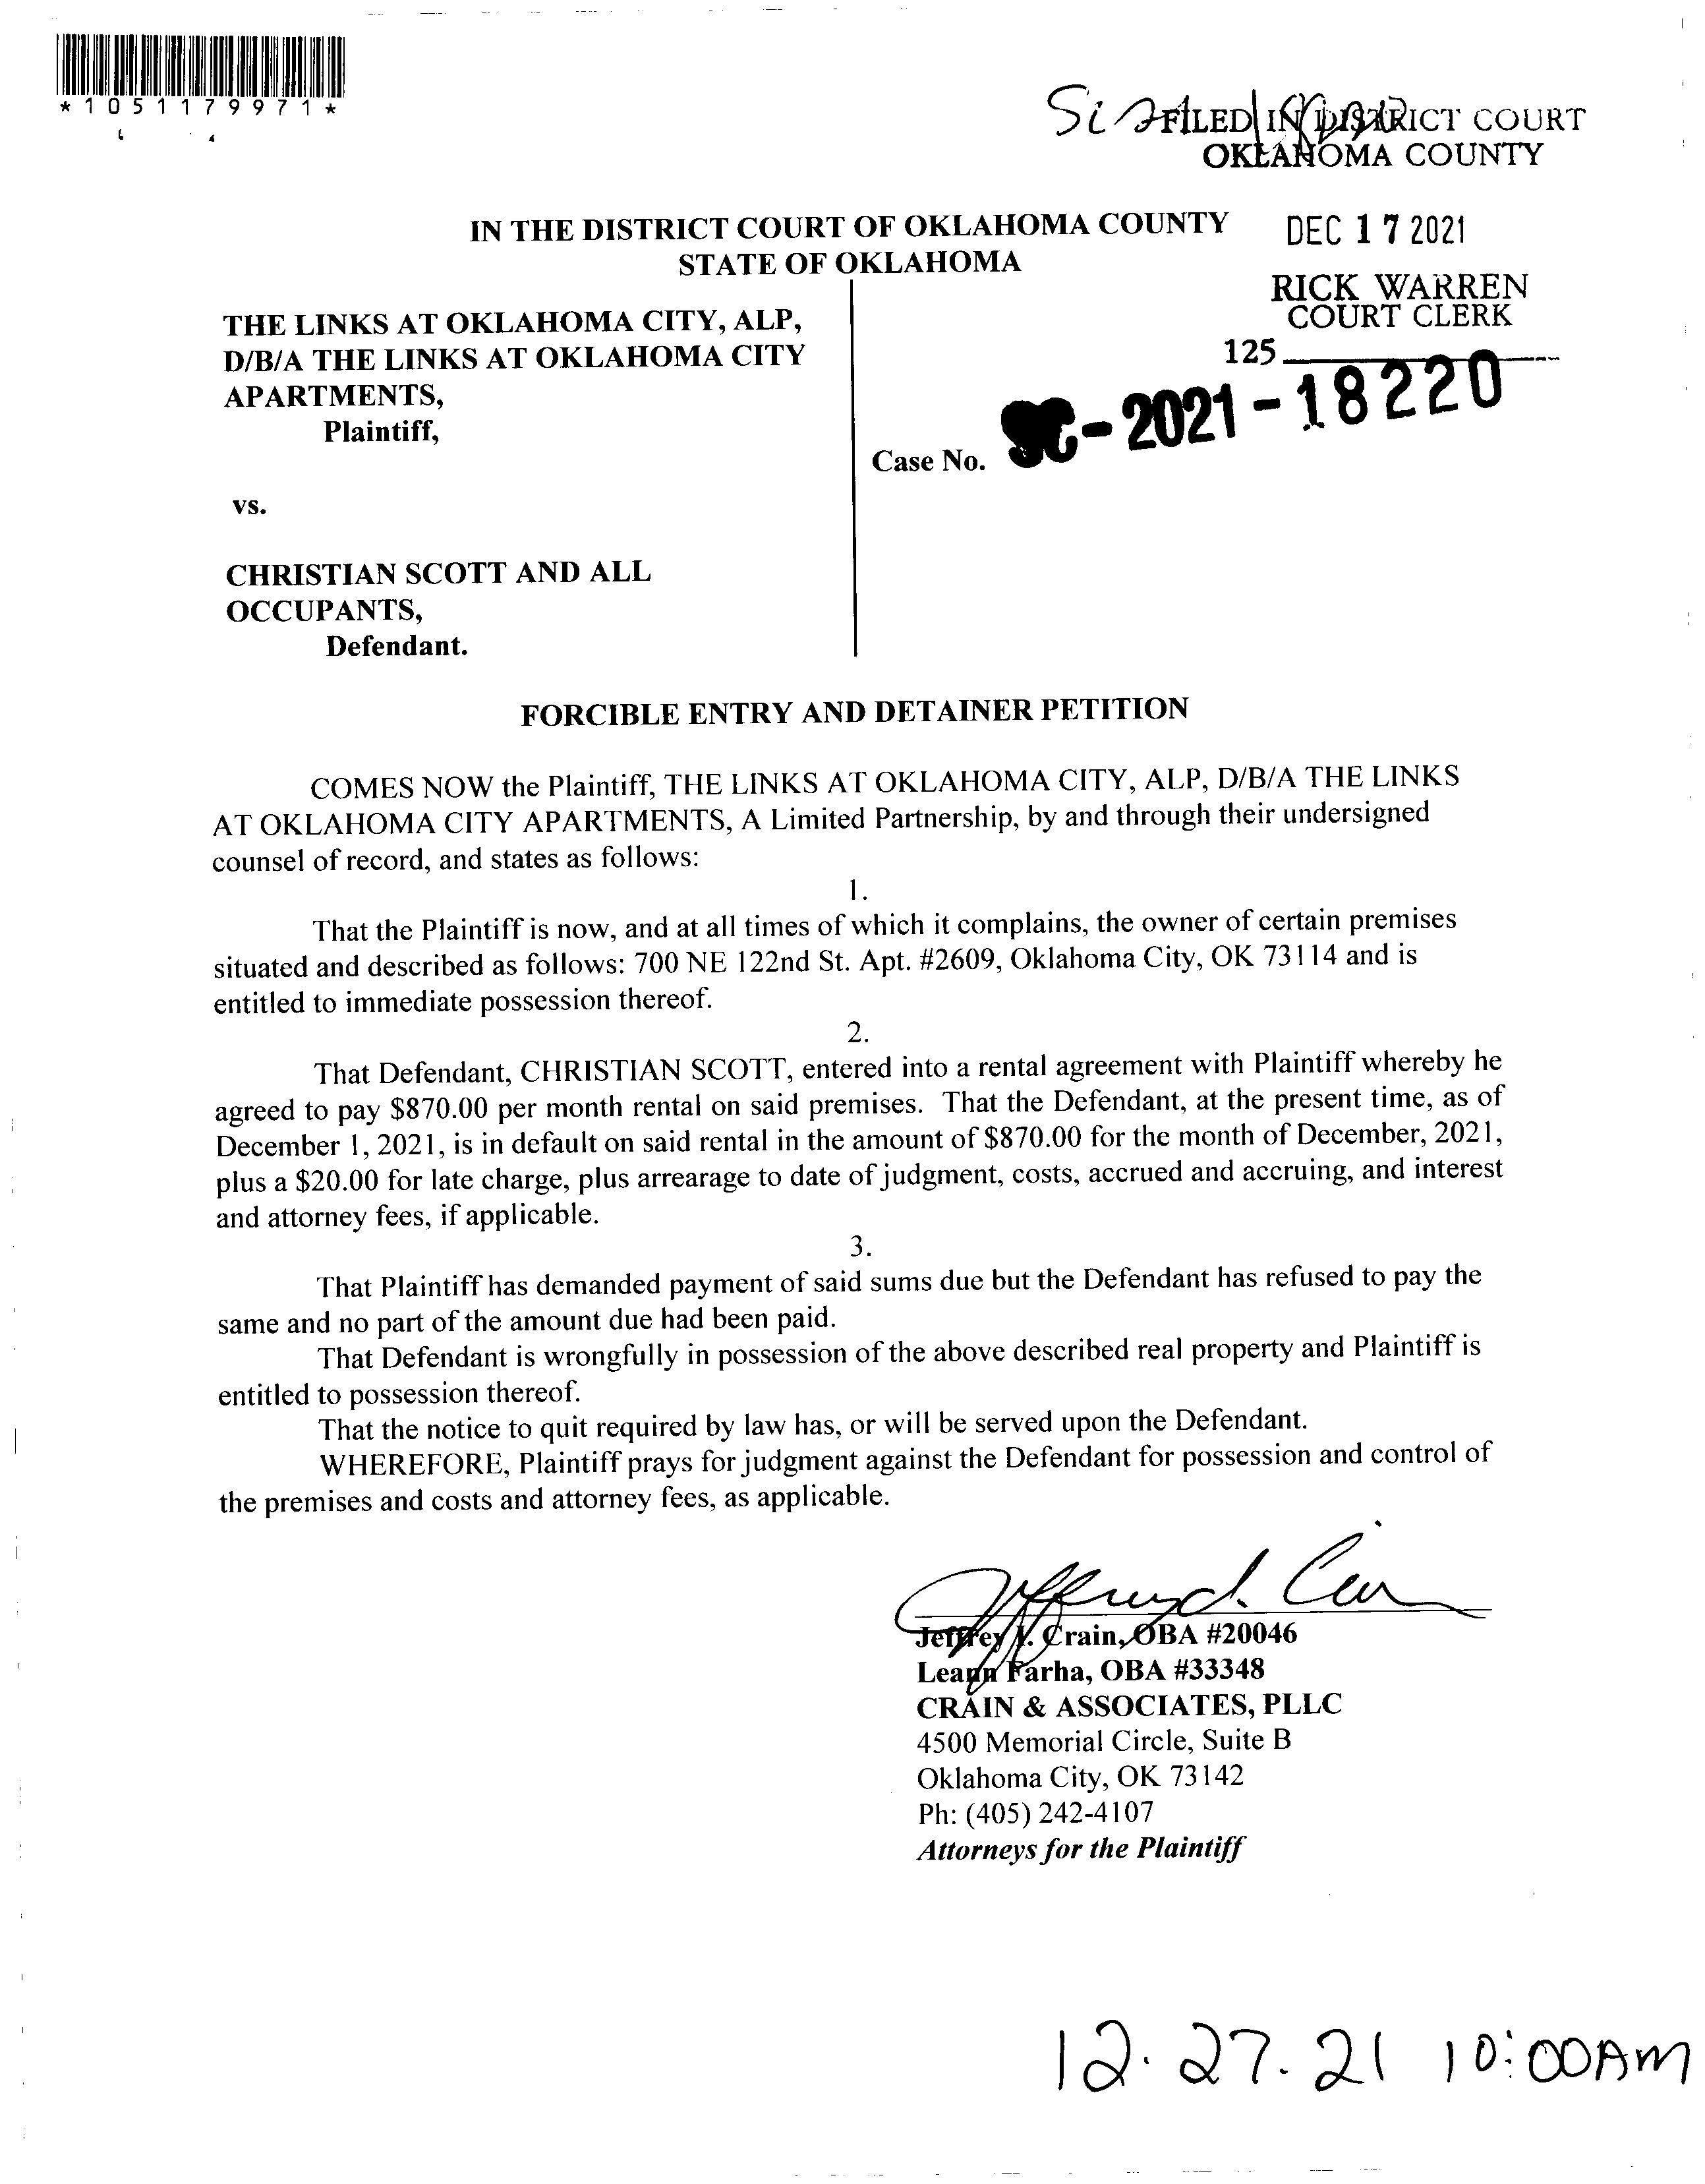 *1051179971*
FILED IN DISTRICT COURT
OKLAHOMA COUNTY
IN THE DISTRICT COURT OF OKLAHOMA COUNTY
STATE OF OKLAHOMA
DEC 17 2021
RICK WARREN
COURT CLERK
125
THE LINKS AT OKLAHOMA CITY, ALP,
D/B/A THE LINKS AT OKLAHOMA CITY
APARTMENTS,
Plaintiff,
Case No. SC-2021-18220
vs.
CHRISTIAN SCOTT AND ALL
OCCUPANTS,
Defendant.
FORCIBLE ENTRY AND DETAINER PETITION
COMES NOW the Plaintiff, THE LINKS AT OKLAHOMA CITY, ALP, D/B/A THE LINKS
AT OKLAHOMA CITY APARTMENTS, A Limited Partnership, by and through their undersigned
counsel of record, and states as follows:
1.
That the Plaintiff is now, and at all times of which it complains, the owner of certain premises
situated and described as follows: 700 NE 122nd St. Apt. #2609, Oklahoma City, OK 73114 and is
entitled to immediate possession thereof.
2.
That Defendant, CHRISTIAN SCOTT, entered into a rental agreement with Plaintiff whereby he
agreed to pay $870.00 per month rental on said premises. That the Defendant, at the present time, as of
December 1, 2021, is in default on said rental in the amount of $870.00 for the month of December, 2021,
plus a $20.00 for late charge, plus arrearage to date of judgment, costs, accrued and accruing, and interest
and attorney fees, if applicable.
3.
That Plaintiff has demanded payment of said sums due but the Defendant has refused to pay the
same and no part of the amount due had been paid.
That Defendant is wrongfully in possession of the above described real property and Plaintiff is
entitled to possession thereof.
That the notice to quit required by law has, or will be served upon the Defendant.
WHEREFORE, Plaintiff prays for judgment against the Defendant for possession and control of
the premises and costs and attorney fees, as applicable.
Jeffrey Crain, OBA #20046
Leann Farha, OBA #33348
CRAIN & ASSOCIATES, PLLC
4500 Memorial Circle, Suite B
Oklahoma City, OK 73142
Ph: (405) 242-4107
Attorneys for the Plaintiff
12.27.21 10:00AM